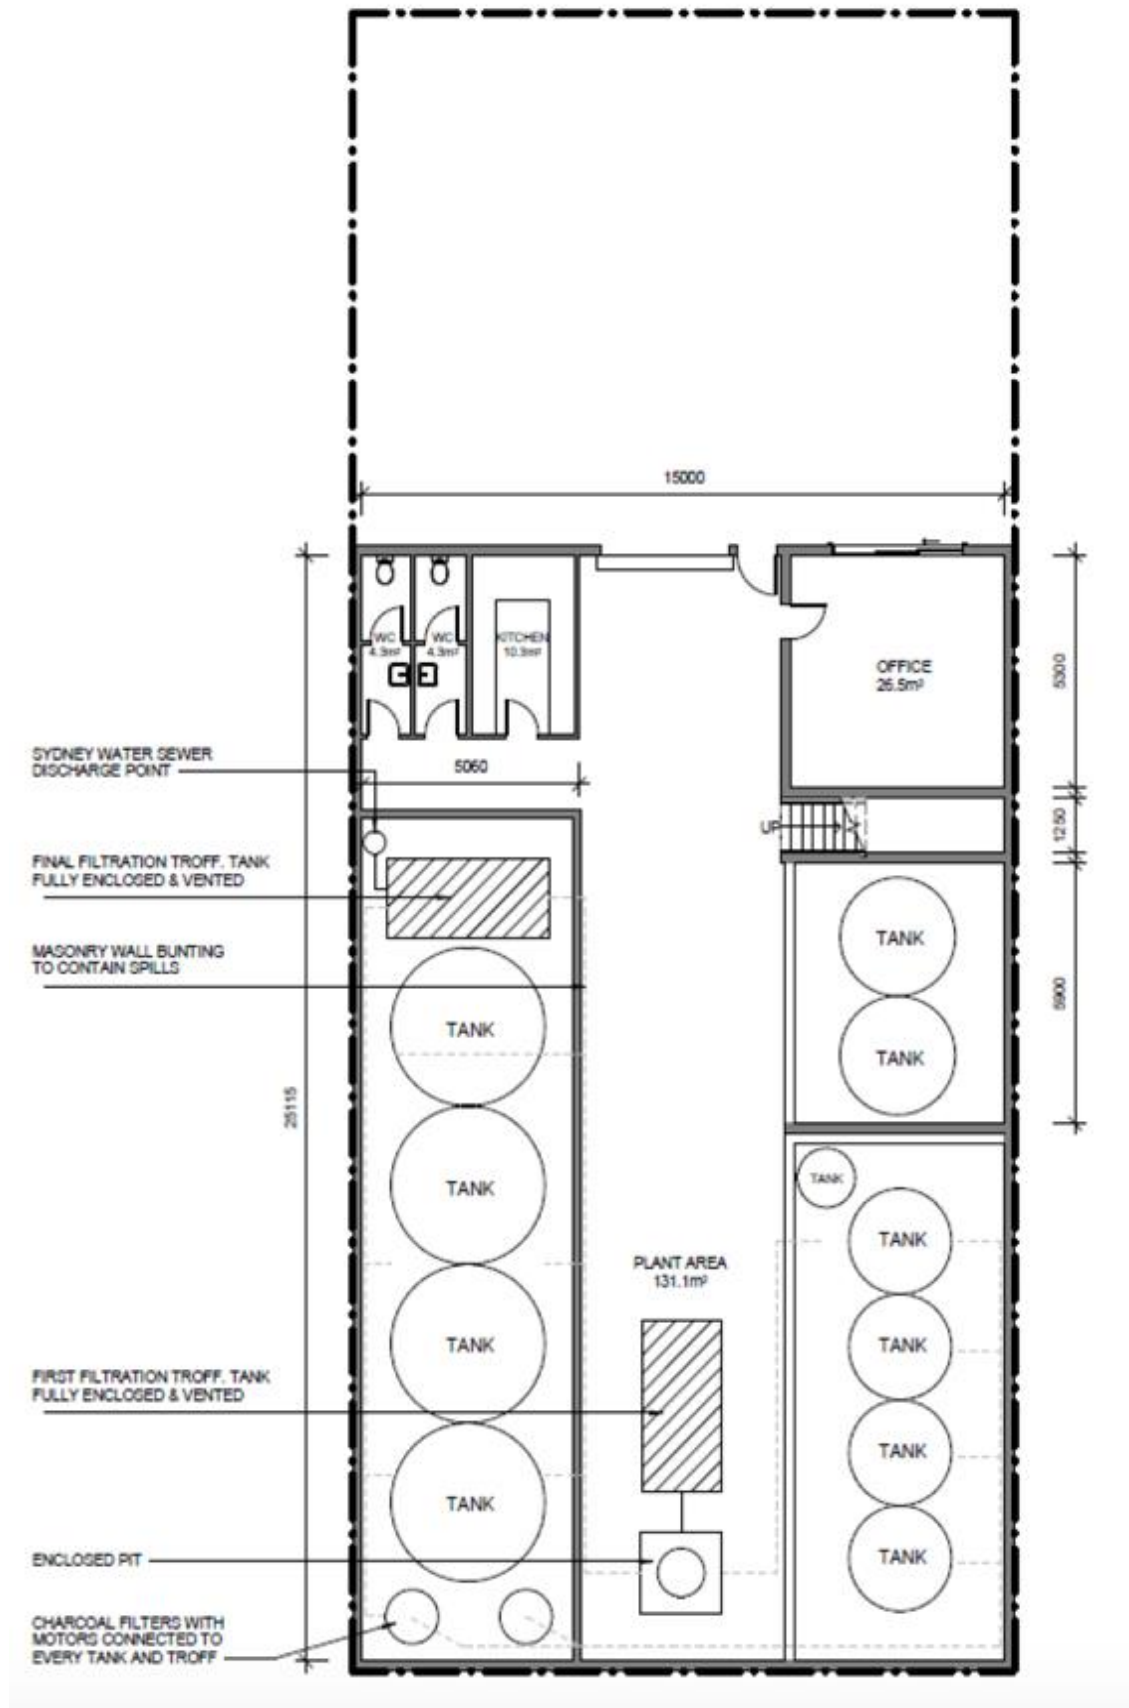 15000
WC
4.3m²
WC
4.3m²
KITCHEN
10.3m²
OFFICE
26.5m²
5300
SYDNEY WATER SEWER
DISCHARGE POINT
5060
UP
1250
FINAL FILTRATION TROFF. TANK
FULLY ENCLOSED & VENTED
TANK
MASONRY WALL BUNTING
TO CONTAIN SPILLS
5900
TANK
TANK
25115
TANK
TANK
TANK
PLANT AREA
131.1m²
TANK
TANK
FIRST FILTRATION TROFF. TANK
FULLY ENCLOSED & VENTED
TANK
TANK
TANK
ENCLOSED PIT
CHARCOAL FILTERS WITH
MOTORS CONNECTED TO
EVERY TANK AND TROFF